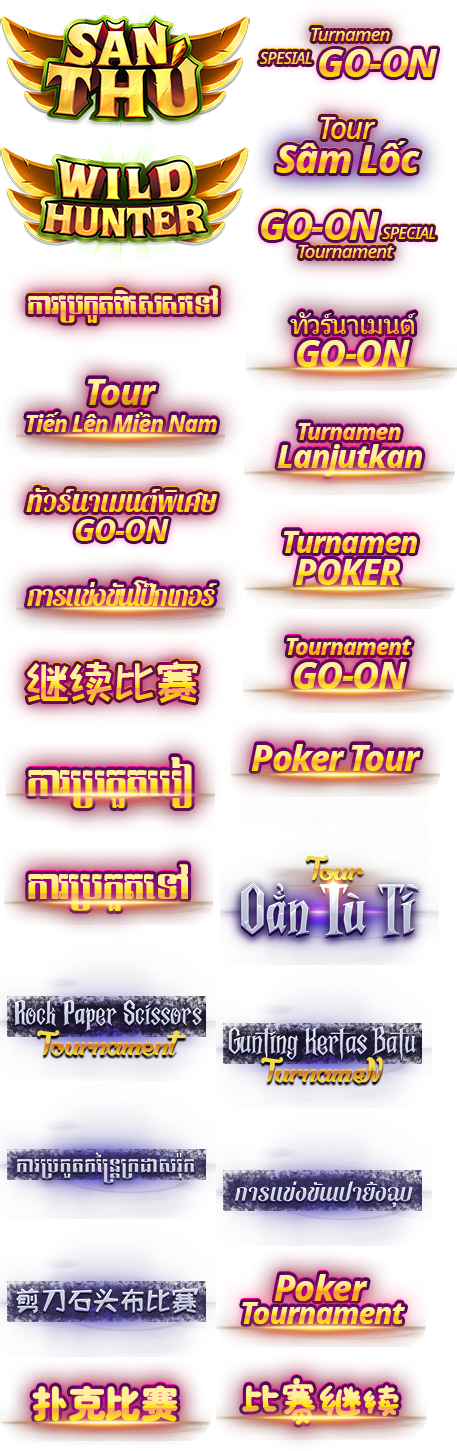 SĂN
THÚ
WILD
HUNTER
ការប្រកួតពិសេសទៅ
Tour
Tiến Lên Miền Nam
ทัวร์นาเมนต์พิเศษ
GO-ON
การแข่งขันโป๊กเกอร์
继续比赛
ការប្រកួតបៀ
ការប្រកួតទៅ
Rock Paper Scissors
Tournament
ការប្រកួតកន្ត្រៃក្រដាសរ៉ុក
剪刀石头布比赛
扑克比赛
Turnamen
SPESIAL GO-ON
Tour
Sâm Lốc
GO-ON SPECIAL
Tournament
ทัวร์นาเมนต์
GO-ON
Turnamen
Lanjutkan
Turnamen
POKER
Tournament
GO-ON
Poker Tour
Tour
Oẳn Tù Tì
Gunting Kertas Batu
TurnameN
การแข่งขันเป่ายิงฉุบ
Poker
Tournament
比赛继续